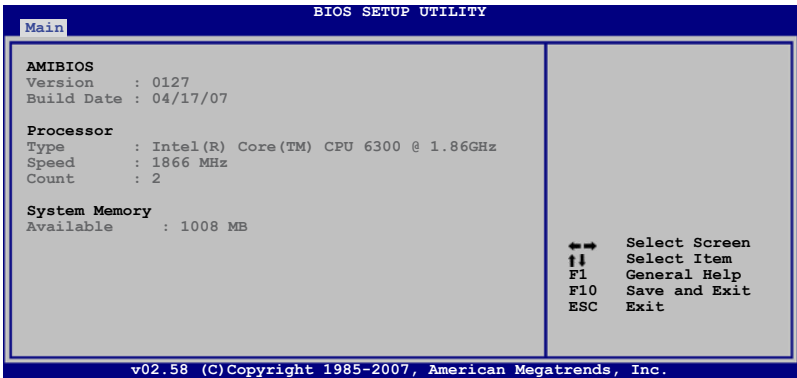 BIOS SETUP UTILITY
Main
AMIBIOS
Version : 0127
Build Date : 04/17/07
Processor
Type : Intel(R) Core(TM) CPU 6300 @ 1.86GHz
Speed : 1866 MHz
Count : 2
System Memory
Available : 1008 MB
←→ Select Screen
↑↓ Select Item
F1 General Help
F10 Save and Exit
ESC Exit
v02.58 (C)Copyright 1985-2007, American Megatrends, Inc.